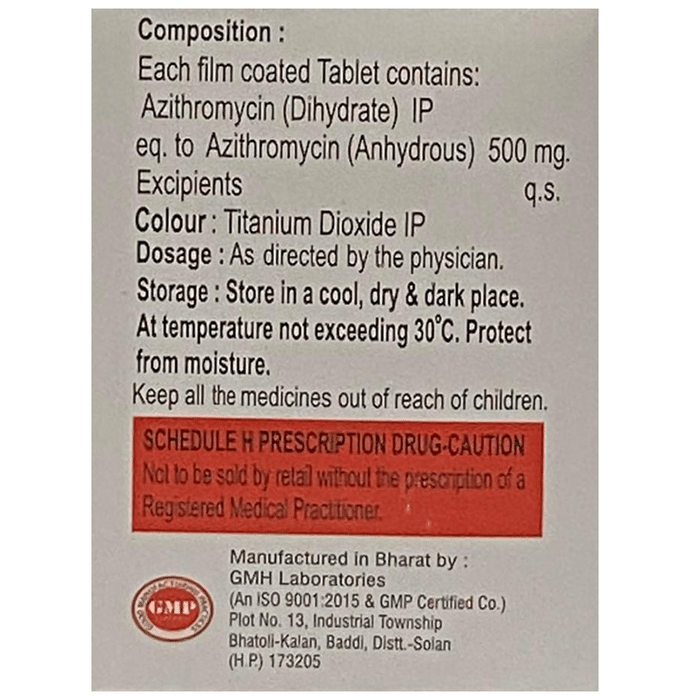 Composition :
Each film coated Tablet contains:
Azithromycin (Dihydrate) IP
eq. to Azithromycin (Anhydrous) 500 mg.
Excipients q.s.
Colour : Titanium Dioxide IP
Dosage : As directed by the physician.
Storage : Store in a cool, dry & dark place.
At temperature not exceeding 30°C. Protect
from moisture.
Keep all the medicines out of reach of children.
SCHEDULE H PRESCRIPTION DRUG-CAUTION
Not to be sold by retail without the prescription of a
Registered Medical Practitioner.
Manufactured in Bharat by :
GMH Laboratories
(An ISO 9001:2015 & GMP Certified Co.)
Plot No. 13, Industrial Township
Bhatoli-Kalan, Baddi, Distt.-Solan
(H.P.) 173205
GMP